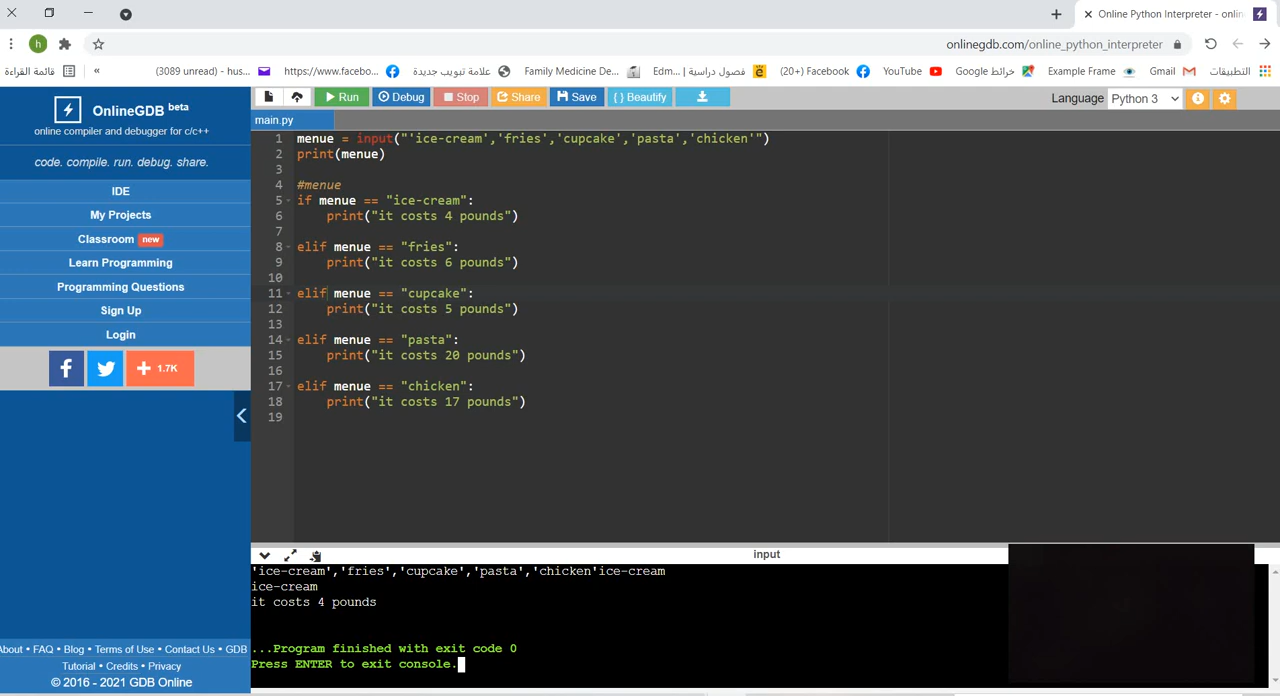 Online Python Interpreter - onlin
onlinegdb.com/online_python_interpreter
h
قائمة القراءة
»
(3089 unread) - hus...
https://www.facebo...
علامة تبويب جديدة
Family Medicine De...
فصول دراسية | Edm...
(20+) Facebook
YouTube
خرائط Google
Example Frame
Gmail
التطبيقات
OnlineGDB beta
online compiler and debugger for c/c++
code. compile. run. debug. share.
IDE
My Projects
Classroom new
Learn Programming
Programming Questions
Sign Up
Login
1.7K
Run
Debug
Stop
Share
Save
{ } Beautify
Language Python 3
main.py
1 menue = input("'ice-cream','fries','cupcake','pasta','chicken'")
2 print(menue)
3
4 #menue
5 if menue == "ice-cream":
6 print("it costs 4 pounds")
7
8 elif menue == "fries":
9 print("it costs 6 pounds")
10
11 elif menue == "cupcake":
12 print("it costs 5 pounds")
13
14 elif menue == "pasta":
15 print("it costs 20 pounds")
16
17 elif menue == "chicken":
18 print("it costs 17 pounds")
19
input
'ice-cream','fries','cupcake','pasta','chicken'ice-cream
ice-cream
it costs 4 pounds
...Program finished with exit code 0
Press ENTER to exit console.
About • FAQ • Blog • Terms of Use • Contact Us • GDB
Tutorial • Credits • Privacy
© 2016 - 2021 GDB Online